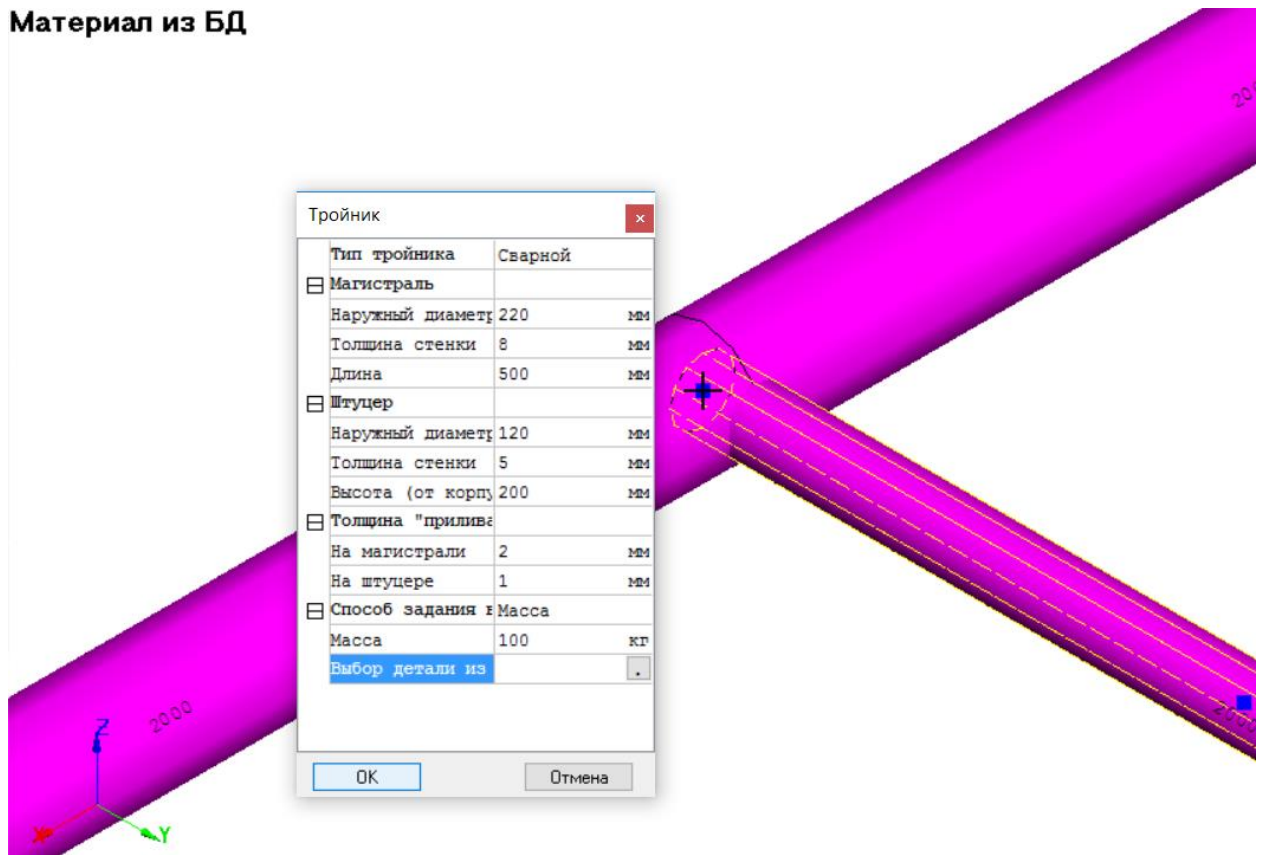 Материал из БД
200
Тройник
Тип тройника Сварной
Магистраль
Наружный диаметр 220 мм
Толщина стенки 8 мм
Длина 500 мм
Штуцер
Наружный диаметр 120 мм
Толщина стенки 5 мм
Высота (от корпу 200 мм
Толщина "прилива
На магистрали 2 мм
На штуцере 1 мм
Способ задания в Масса
Масса 100 кг
Выбор детали из .
OK Отмена
2000
2000
Z
X
Y